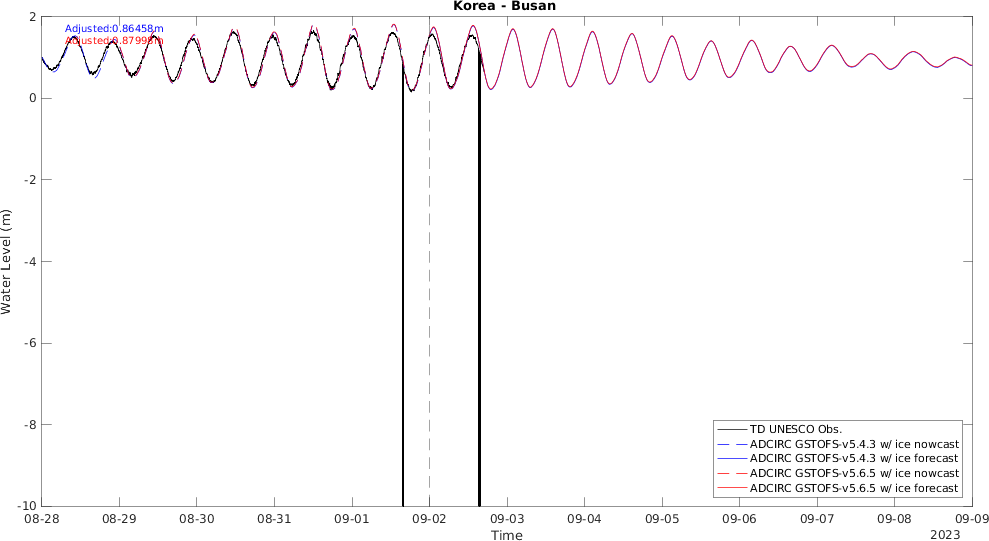 Korea - Busan
Adjusted:0.86458m
Adjusted:0.87998m
2
0
-2
-4
-6
-8
-10
Water Level (m)
08-28
08-29
08-30
08-31
09-01
09-02
09-03
09-04
09-05
09-06
09-07
09-08
09-09
Time
2023
TD UNESCO Obs.
ADCIRC GSTOFS-v5.4.3 w/ ice nowcast
ADCIRC GSTOFS-v5.4.3 w/ ice forecast
ADCIRC GSTOFS-v5.6.5 w/ ice nowcast
ADCIRC GSTOFS-v5.6.5 w/ ice forecast